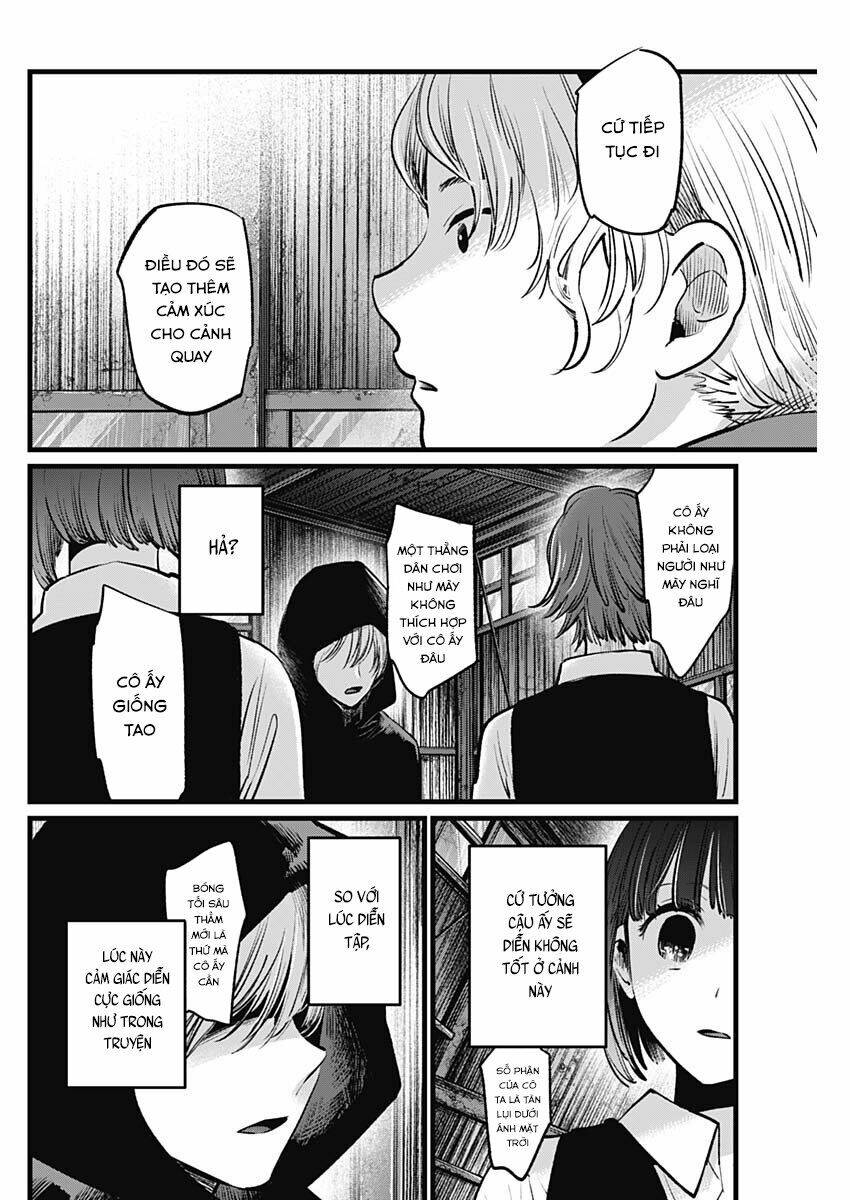 CỨ TIẾP
TỤC ĐI
ĐIỀU ĐÓ SẼ
TẠO THÊM
CẢM XÚC
CHO CẢNH
QUAY
CÔ ẤY
KHÔNG
PHẢI LOẠI
NGƯỜI NHƯ
MÀY NGHĨ
ĐÂU
MỘT THẰNG
DÂN CHƠI
NHƯ MÀY
KHÔNG
THÍCH HỢP
VỚI CÔ ẤY
ĐÂU
HẢ?
CÔ ẤY
GIỐNG
TAO
CỨ TƯỞNG
CẬU ẤY SẼ
DIỄN KHÔNG
TỐT Ở CẢNH
NÀY
SỐ PHẬN
CỦA CÔ
TA LÀ TÀN
LỤI DƯỚI
ÁNH MẶT
TRỜI
SO VỚI
LÚC DIỄN
TẬP,
BÓNG
TỐI SÂU
THẲM
MỚI LÀ
THỨ MÀ
CÔ ẤY
CẦN
LÚC NÀY
CẢM GIÁC DIỄN
CỰC GIỐNG
NHƯ TRONG
TRUYỆN